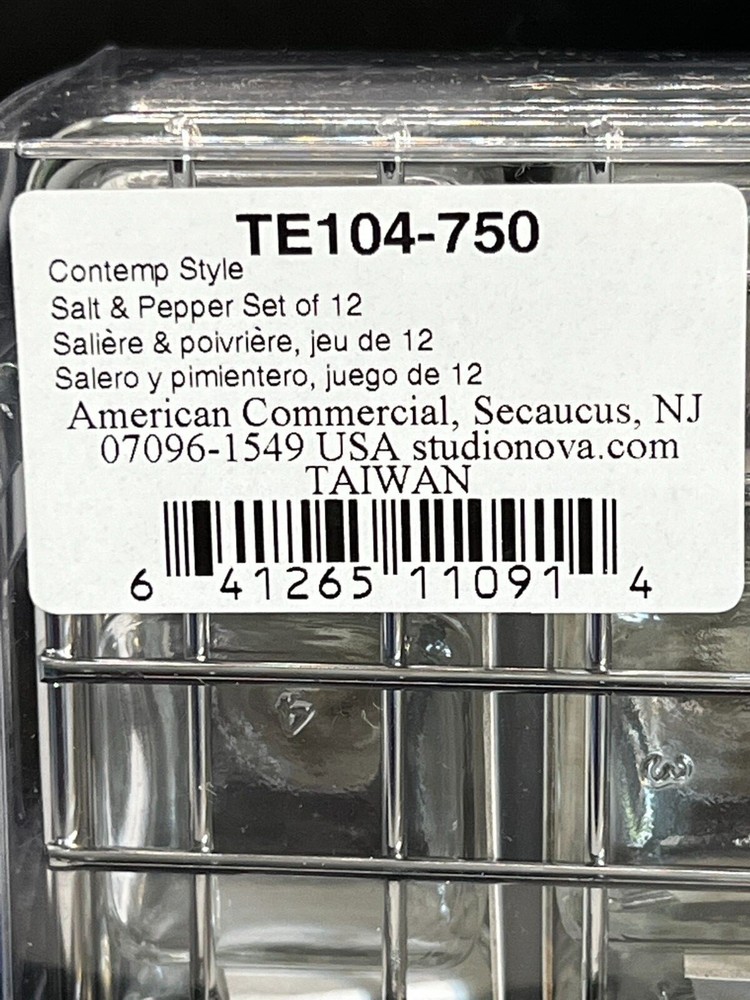 TE104-750
Contemp Style
Salt & Pepper Set of 12
Salière & poivrière, jeu de 12
Salero y pimientero, juego de 12
American Commercial, Secaucus, NJ
07096-1549 USA studionova.com
TAIWAN
6 41265 11091 4
3